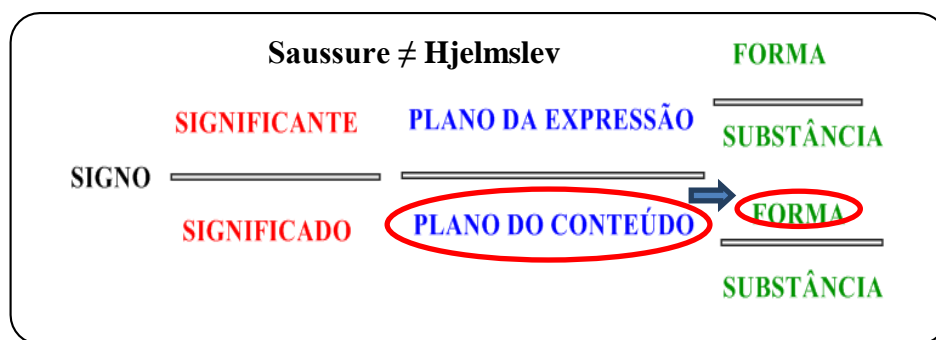 Saussure ≠ Hjelmslev
FORMA
SIGNIFICANTE
PLANO DA EXPRESSÃO
SUBSTÂNCIA
SIGNO
SIGNIFICADO
PLANO DO CONTEÚDO
FORMA
SUBSTÂNCIA